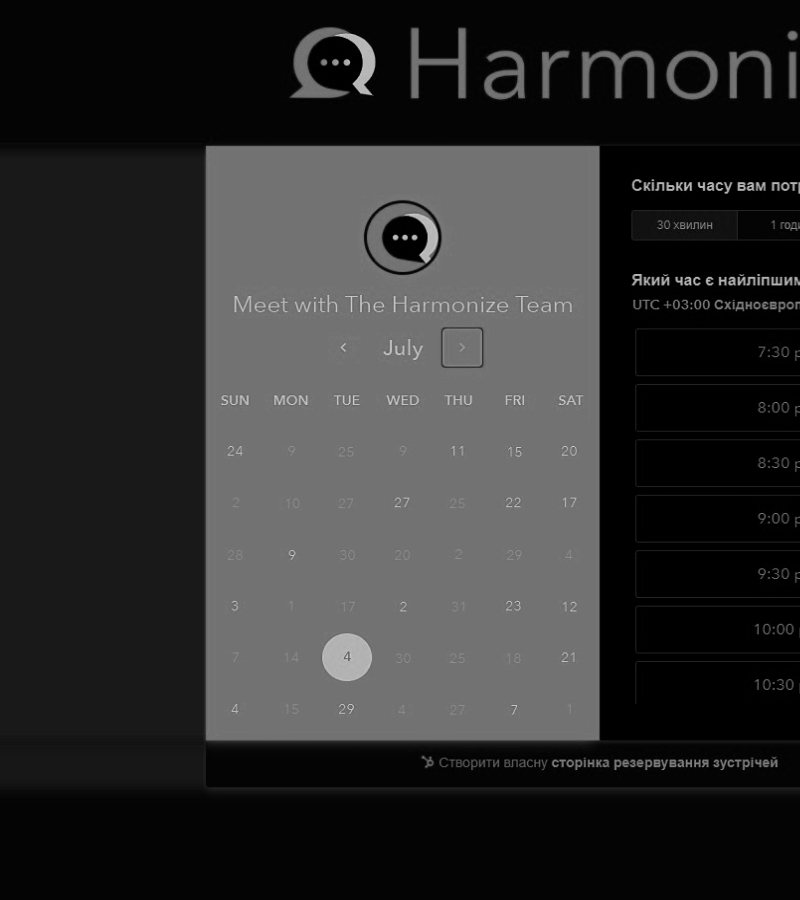 Harmoni
Meet with The Harmonize Team
July
SUN MON TUE WED THU FRI SAT
24 9 25 9 11 15 20
2 10 27 27 25 22 17
28 9 30 20 2 29 4
3 1 17 2 31 23 12
7 14 4 30 25 18 21
4 15 29 4 27 7 1
Скільки часу вам пот
30 хвилин 1 годи
Який час є найліпшим
UTC +03:00 Східноєвроп
7:30 p
8:00 p
8:30 p
9:00 p
9:30 p
10:00 p
10:30 p
Створити власну сторінка резервування зустрічей